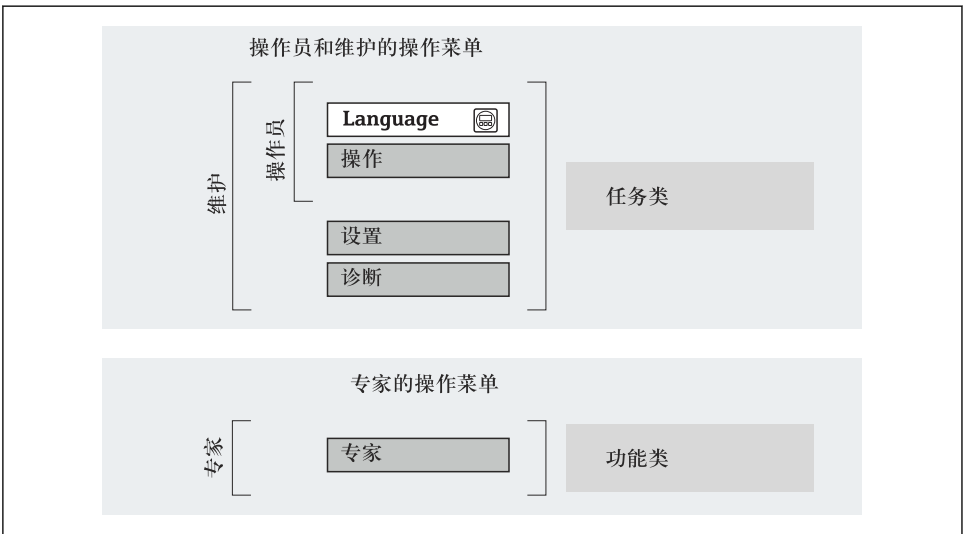 操作员和维护的操作菜单
维护
操作员
Language
操作
设置
诊断
任务类
专家的操作菜单
专家
专家
功能类